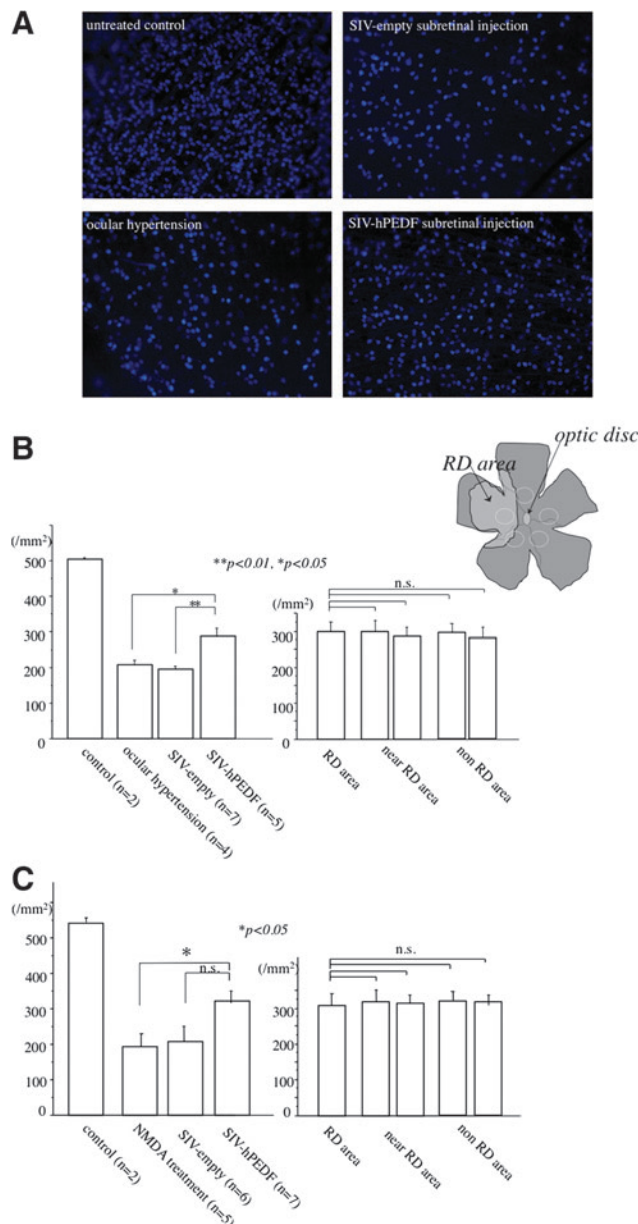 A
untreated control
SIV-empty subretinal injection
ocular hypertension
SIV-hPEDF subretinal injection
B
optic disc
RD area
(/mm²)
500
400
300
200
100
0
**p<0.01, *p<0.05
*
**
control (n=2)
ocular hypertension (n=4)
SIV-empty (n=7)
SIV-hPEDF (n=5)
n.s.
(/mm²)
300
200
100
0
RD area
near RD area
non RD area
C
(/mm²)
500
400
300
200
100
0
*p<0.05
*
n.s.
control (n=2)
NMDA treatment (n=5)
SIV-empty (n=6)
SIV-hPEDF (n=7)
n.s.
(/mm²)
400
300
200
100
0
RD area
near RD area
non RD area